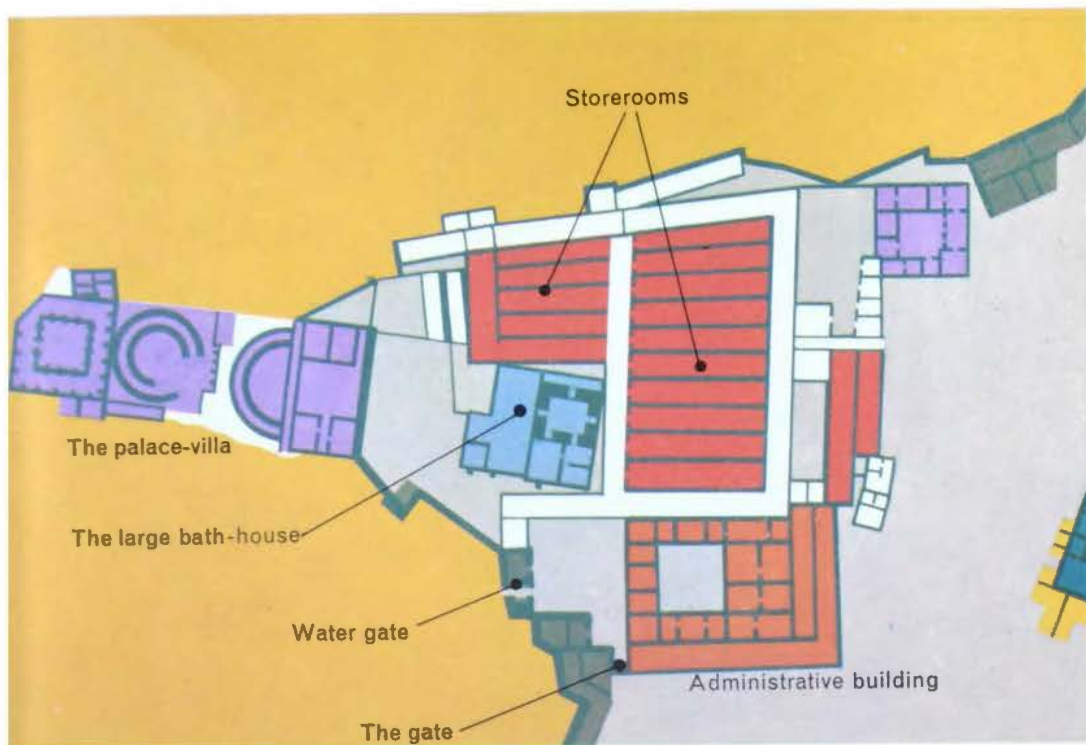 Storerooms
The palace-villa
The large bath-house
Water gate
Administrative building
The gate